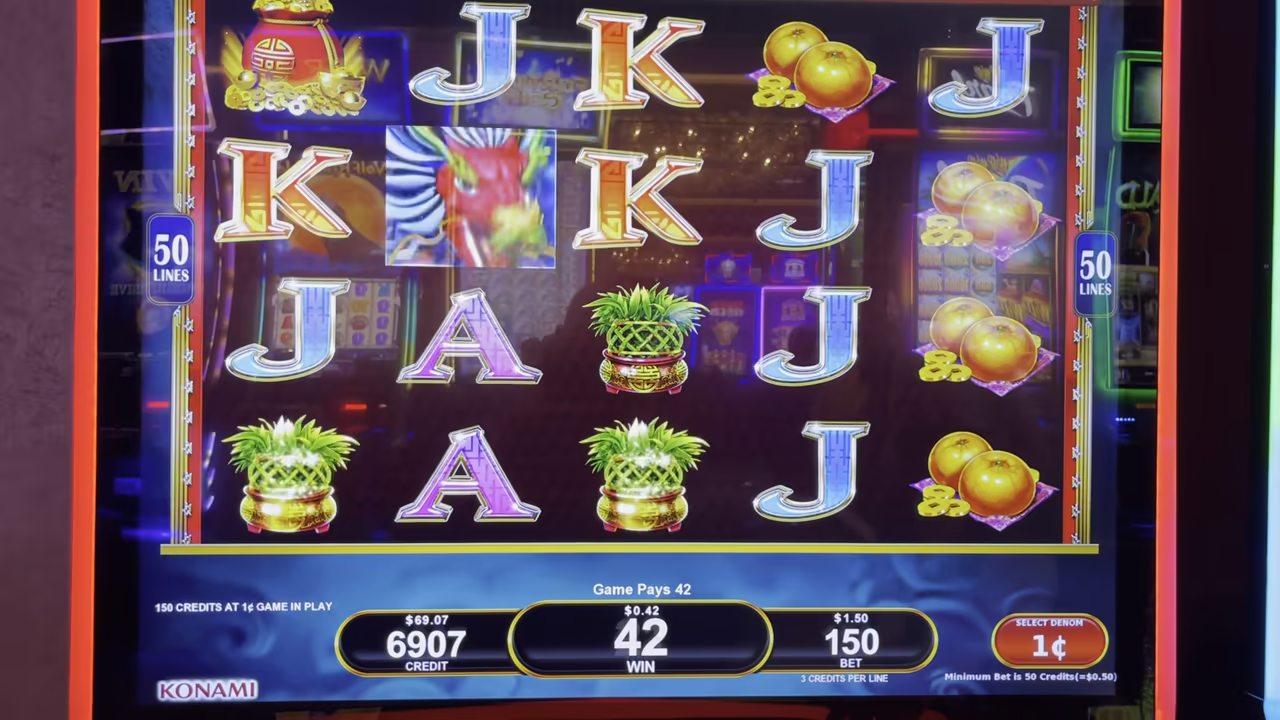 J
K
J
K
K
J
50
LINES
50
LINES
J
A
J
A
J
Game Pays 42
150 CREDITS AT 1¢ GAME IN PLAY
$69.07
6907
CREDIT
$0.42
42
WIN
$1.50
150
BET
3 CREDITS PER LINE
SELECT DENOM
1¢
Minimum Bet is 50 Credits(=$0.50)
KONAMI